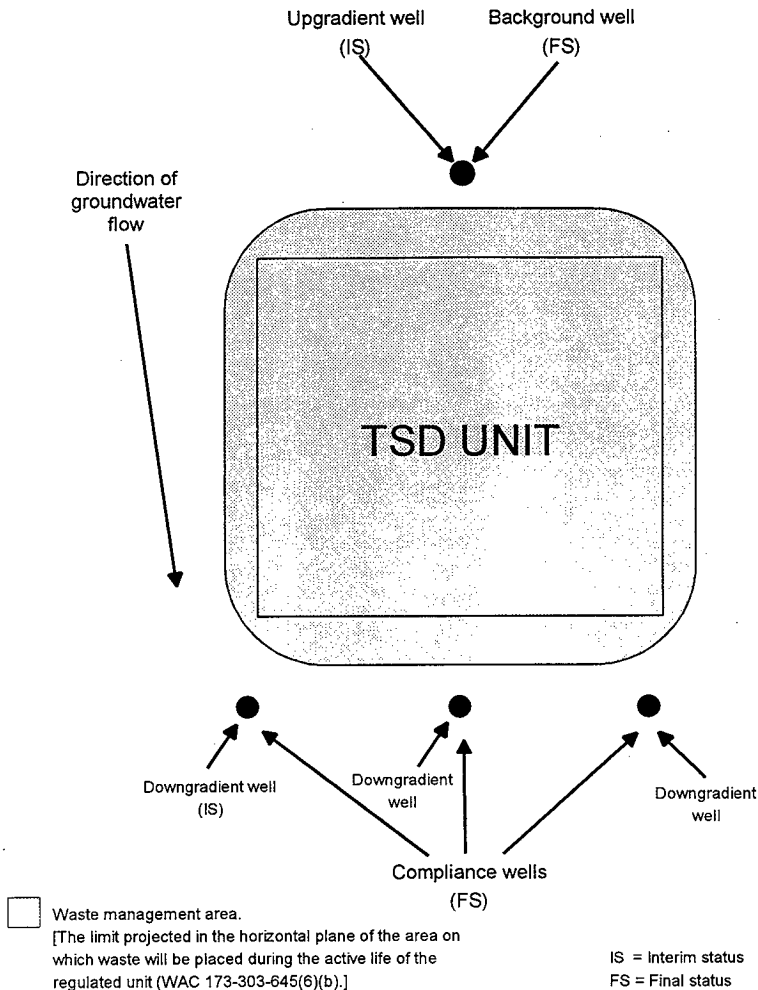 Upgradient well
(IS)
Background well
(FS)
Direction of
groundwater
flow
TSD UNIT
Downgradient well
(IS)
Downgradient
well
Downgradient
well
Compliance wells
(FS)
Waste management area.
[The limit projected in the horizontal plane of the area on
which waste will be placed during the active life of the
regulated unit (WAC 173-303-645(6)(b).]
IS = Interim status
FS = Final status